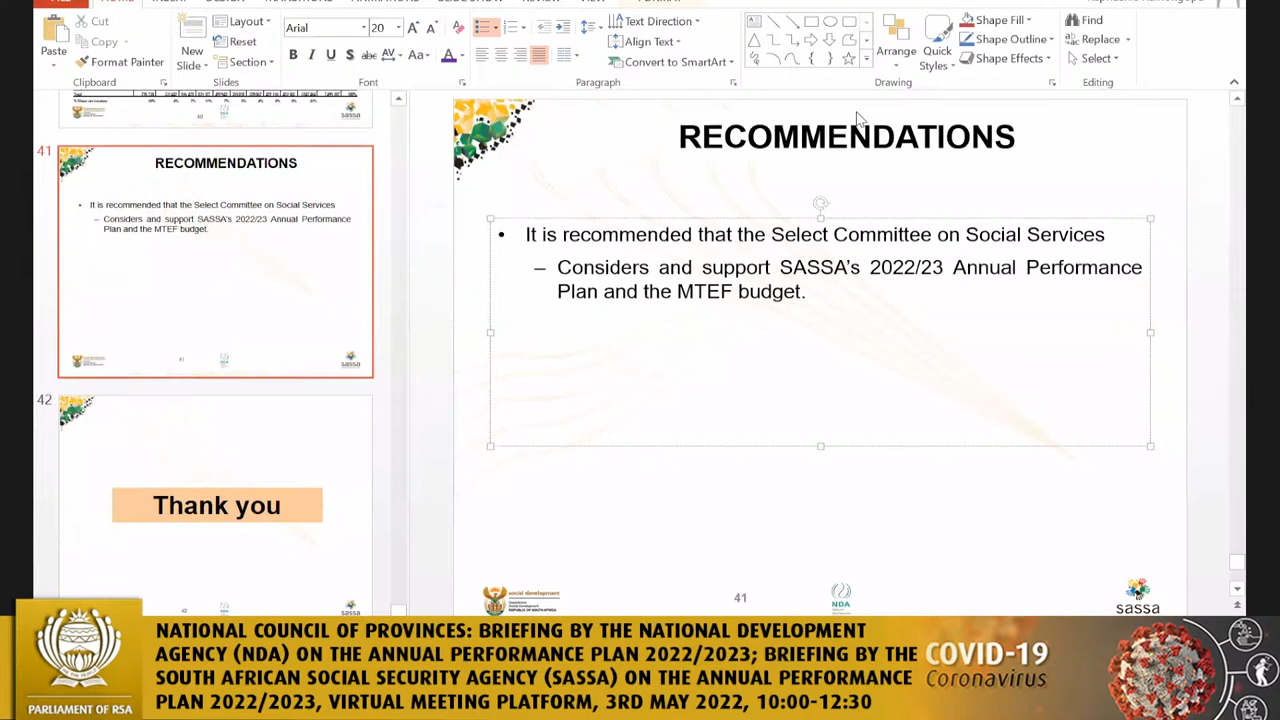 Cut
Copy
Paste
Format Painter
Clipboard
New
Slide
Layout
Reset
Section
Slides
Arial
20
B I U S abc AV Aa A
Font
Text Direction
Align Text
Convert to SmartArt
Paragraph
Arrange
Quick
Styles
Shape Fill
Shape Outline
Shape Effects
Drawing
Find
Replace
Select
Editing
40
sassa
41
RECOMMENDATIONS
• It is recommended that the Select Committee on Social Services
– Considers and support SASSA's 2022/23 Annual Performance
Plan and the MTEF budget.
41
sassa
42
Thank you
42
sassa
RECOMMENDATIONS
• It is recommended that the Select Committee on Social Services
– Considers and support SASSA's 2022/23 Annual Performance
Plan and the MTEF budget.
social development
41
NDA
sassa
PARLIAMENT OF RSA
NATIONAL COUNCIL OF PROVINCES: BRIEFING BY THE NATIONAL DEVELOPMENT
AGENCY (NDA) ON THE ANNUAL PERFORMANCE PLAN 2022/2023; BRIEFING BY THE
SOUTH AFRICAN SOCIAL SECURITY AGENCY (SASSA) ON THE ANNUAL PERFORMANCE
PLAN 2022/2023, VIRTUAL MEETING PLATFORM, 3RD MAY 2022, 10:00-12:30
COVID-19
Coronavirus